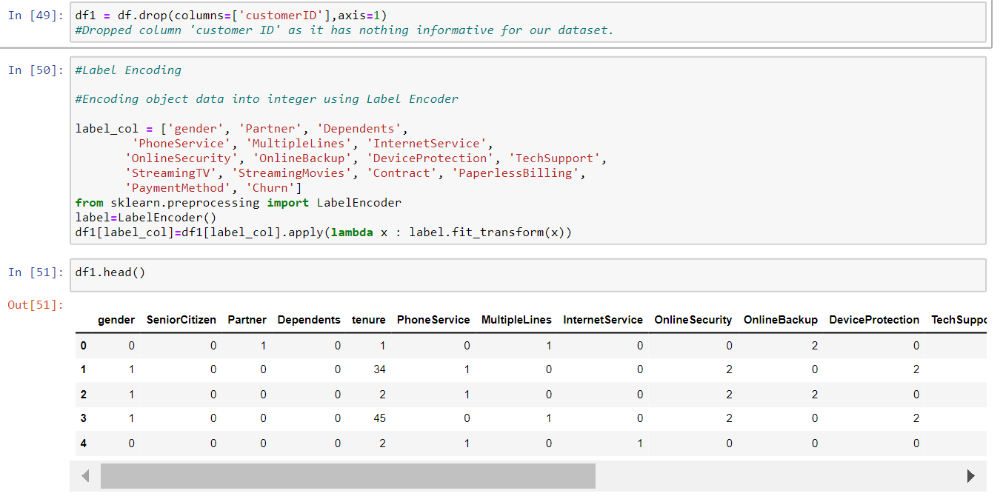 In [49]: df1 = df.drop(columns=['customerID'],axis=1)
#Dropped column 'customer ID' as it has nothing informative for our dataset.
In [50]: #Label Encoding
#Encoding object data into integer using Label Encoder
label_col = ['gender', 'Partner', 'Dependents',
'PhoneService', 'MultipleLines', 'InternetService',
'OnlineSecurity', 'OnlineBackup', 'DeviceProtection', 'TechSupport',
'StreamingTV', 'StreamingMovies', 'Contract', 'PaperlessBilling',
'PaymentMethod', 'Churn']
from sklearn.preprocessing import LabelEncoder
label=LabelEncoder()
df1[label_col]=df1[label_col].apply(lambda x : label.fit_transform(x))
In [51]: df1.head()
Out[51]:
gender SeniorCitizen Partner Dependents tenure PhoneService MultipleLines InternetService OnlineSecurity OnlineBackup DeviceProtection TechSuppo
0 0 0 1 0 1 0 1 0 0 2 0
1 1 0 0 0 34 1 0 0 2 0 2
2 1 0 0 0 2 1 0 0 2 2 0
3 1 0 0 0 45 0 1 0 2 0 2
4 0 0 0 0 2 1 0 1 0 0 0